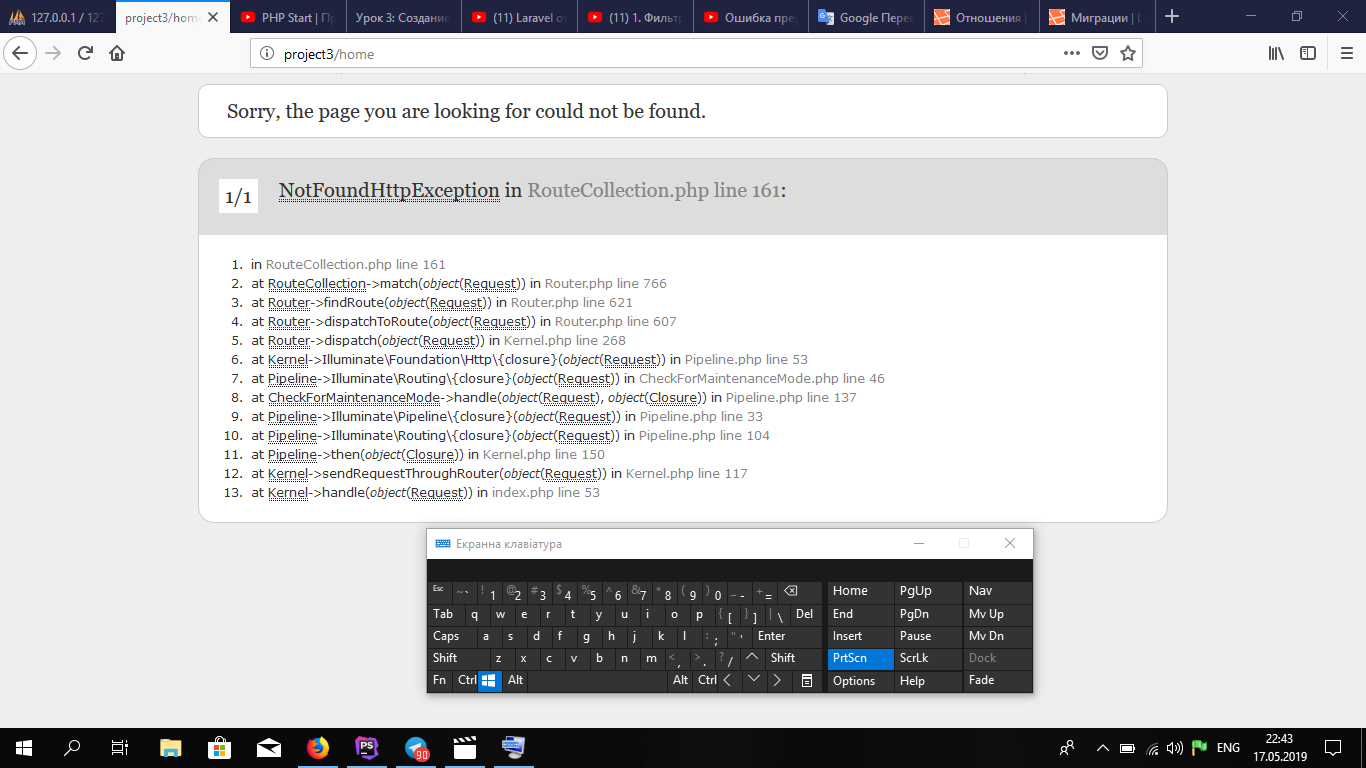 127.0.0.1 / 127
project3/home
PHP Start | П
Урок 3: Создание
(11) Laravel от
(11) 1. Фильтр
Ошибка пре
Google Пере
Отношения |
Миграции | L
project3/home
Sorry, the page you are looking for could not be found.
1/1
NotFoundHttpException in RouteCollection.php line 161:
1. in RouteCollection.php line 161
2. at RouteCollection->match(object(Request)) in Router.php line 766
3. at Router->findRoute(object(Request)) in Router.php line 621
4. at Router->dispatchToRoute(object(Request)) in Router.php line 607
5. at Router->dispatch(object(Request)) in Kernel.php line 268
6. at Kernel->Illuminate\Foundation\Http\{closure}(object(Request)) in Pipeline.php line 53
7. at Pipeline->Illuminate\Routing\{closure}(object(Request)) in CheckForMaintenanceMode.php line 46
8. at CheckForMaintenanceMode->handle(object(Request), object(Closure)) in Pipeline.php line 137
9. at Pipeline->Illuminate\Pipeline\{closure}(object(Request)) in Pipeline.php line 33
10. at Pipeline->Illuminate\Routing\{closure}(object(Request)) in Pipeline.php line 104
11. at Pipeline->then(object(Closure)) in Kernel.php line 150
12. at Kernel->sendRequestThroughRouter(object(Request)) in Kernel.php line 117
13. at Kernel->handle(object(Request)) in index.php line 53
Екранна клавіатура
Esc ~ ` ! 1 @ 2 # 3 $ 4 % 5 ^ 6 & 7 * 8 ( 9 ) 0 _ - + = Home PgUp Nav
Tab q w e r t y u i o p { [ } ] | \ Del End PgDn Mv Up
Caps a s d f g h j k l : ; " ' Enter Insert Pause Mv Dn
Shift z x c v b n m < , > . ? / Shift PrtScn ScrLk Dock
Fn Ctrl Alt Alt Ctrl Options Help Fade
PS
90
ENG
22:43
17.05.2019